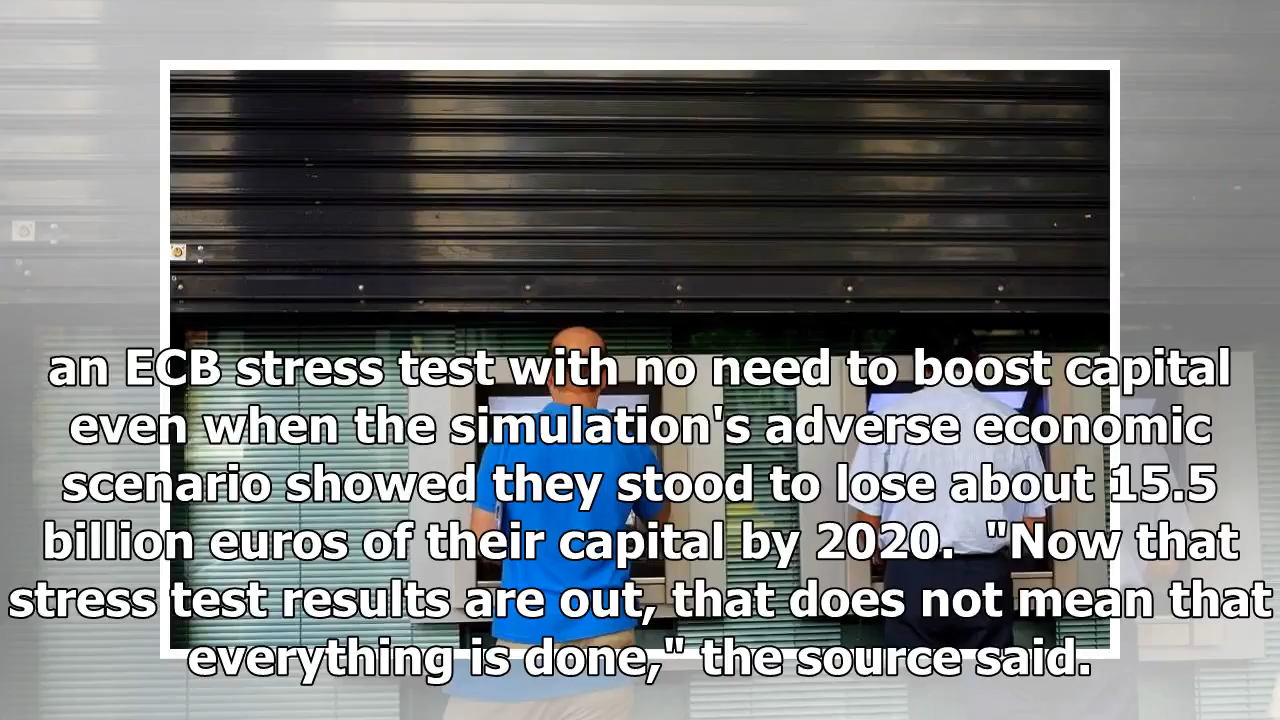 an ECB stress test with no need to boost capital
even when the simulation's adverse economic
scenario showed they stood to lose about 15.5
billion euros of their capital by 2020.  "Now that
stress test results are out, that does not mean that
everything is done," the source said.